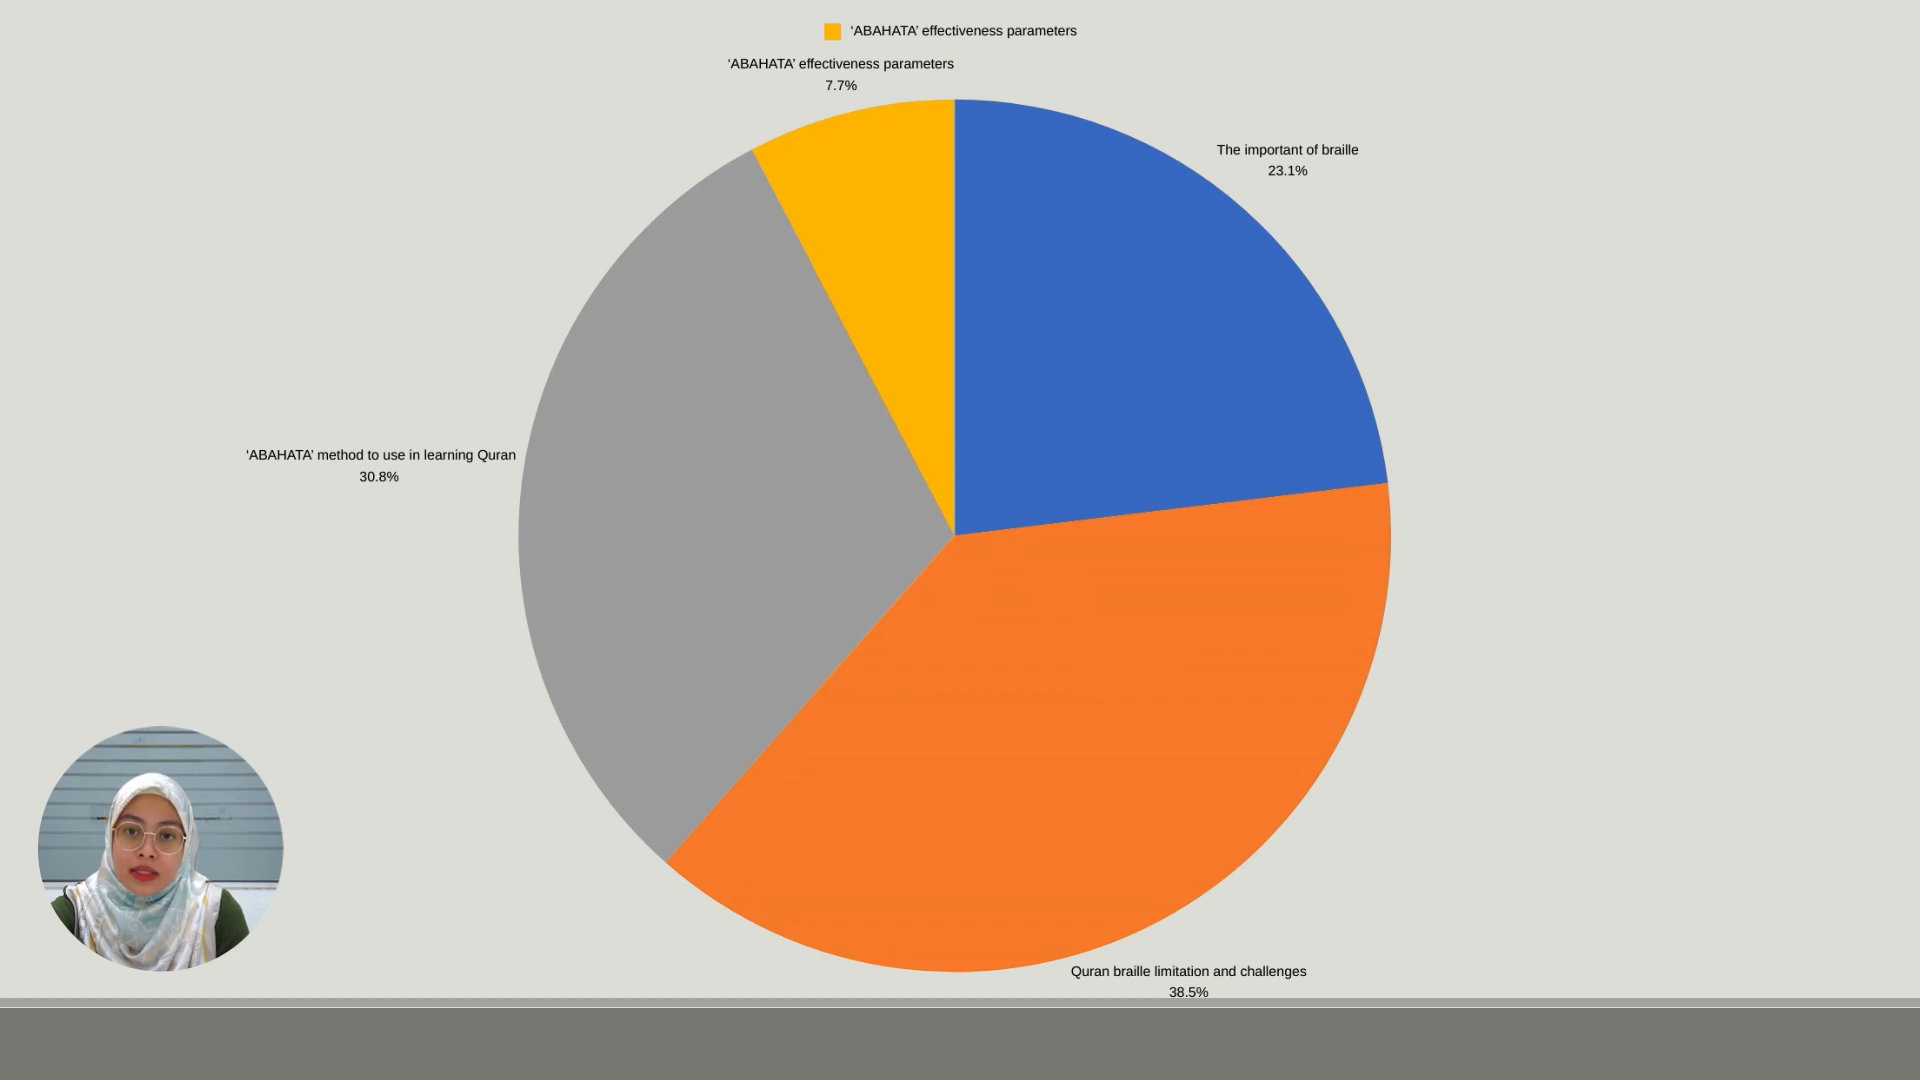 ‘ABAHATA’ effectiveness parameters
‘ABAHATA’ effectiveness parameters
7.7%
The important of braille
23.1%
‘ABAHATA’ method to use in learning Quran
30.8%
Quran braille limitation and challenges
38.5%